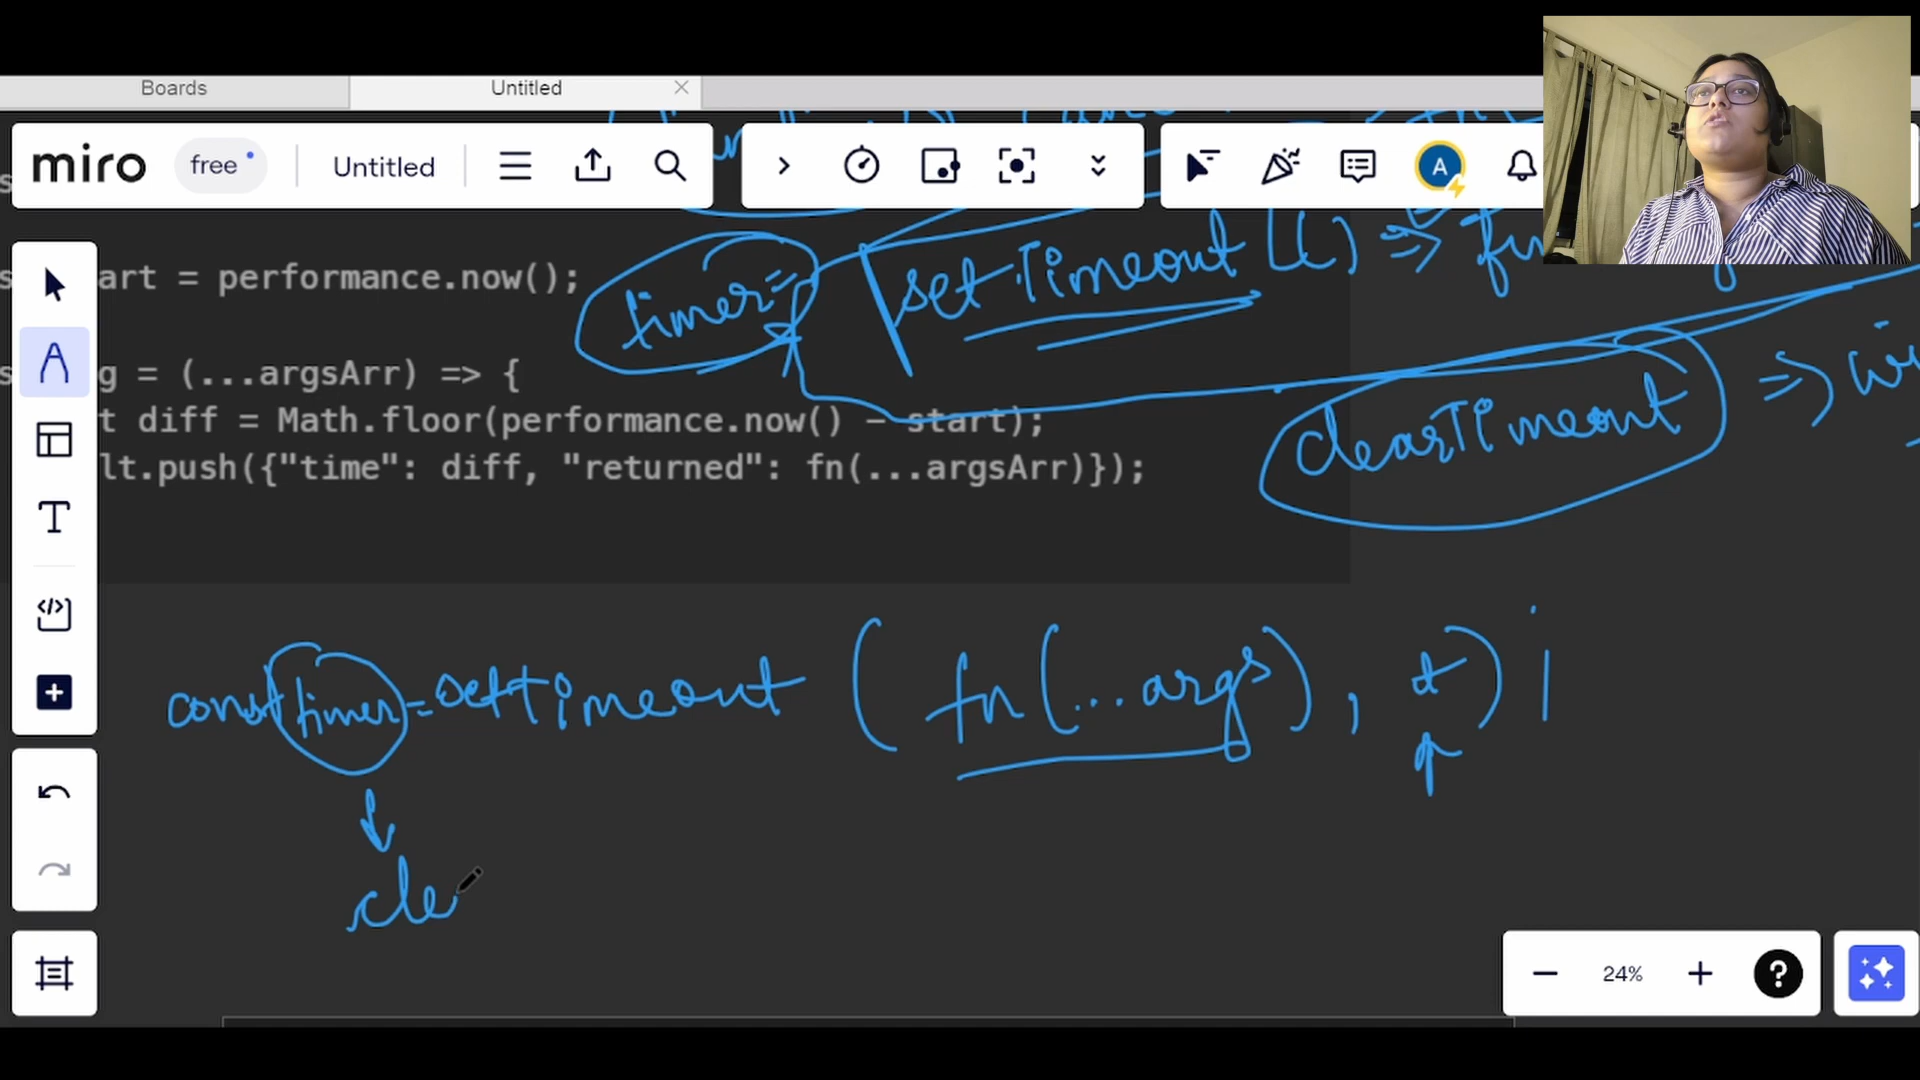 Boards Untitled
miro free Untitled A
timer= setTimeout (() =>
art = performance.now();
g = (...argsArr) => {
clearTimeout =>
t diff = Math.floor(performance.now() - start);
lt.push({"time": diff, "returned": fn(...argsArr)});
const timer = setTimeout ( fn(...args), t);
cle
24% ?